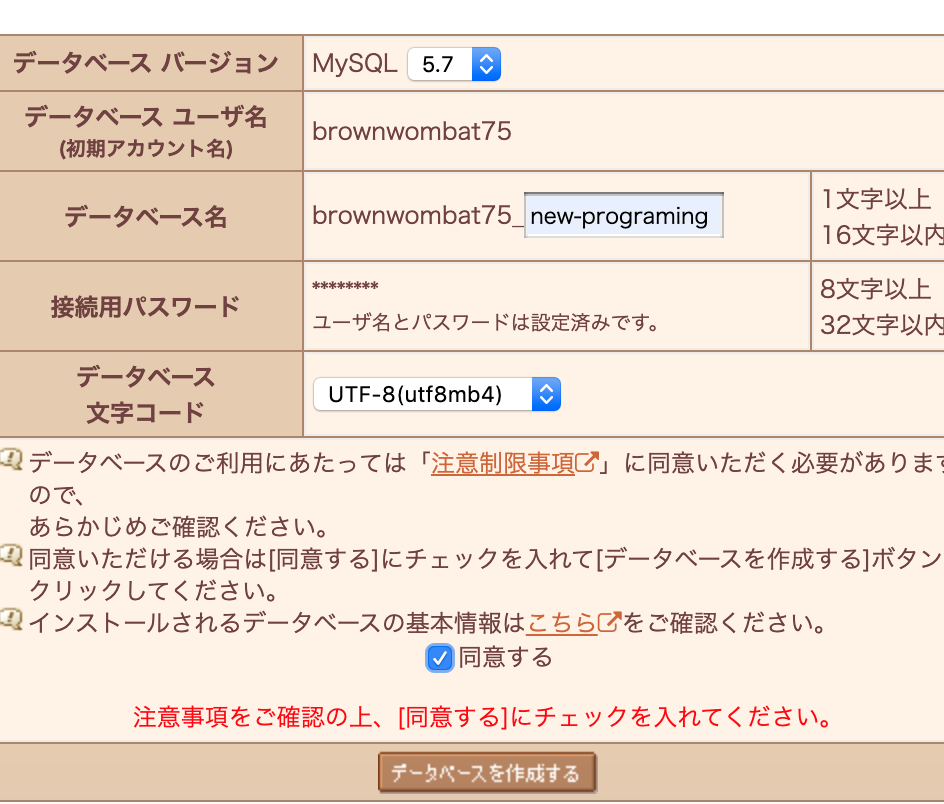 データベース バージョン
MySQL 5.7
データベース ユーザ名
(初期アカウント名)
brownwombat75
データベース名
brownwombat75_ new-programing
1文字以上
16文字以内
接続用パスワード
********
ユーザ名とパスワードは設定済みです。
8文字以上
32文字以内
データベース
文字コード
UTF-8(utf8mb4)
データベースのご利用にあたっては「注意制限事項」に同意いただく必要があります
ので、
あらかじめご確認ください。
同意いただける場合は[同意する]にチェックを入れて[データベースを作成する]ボタン
クリックしてください。
インストールされるデータベースの基本情報はこちらをご確認ください。
同意する
注意事項をご確認の上、[同意する]にチェックを入れてください。
データベースを作成する